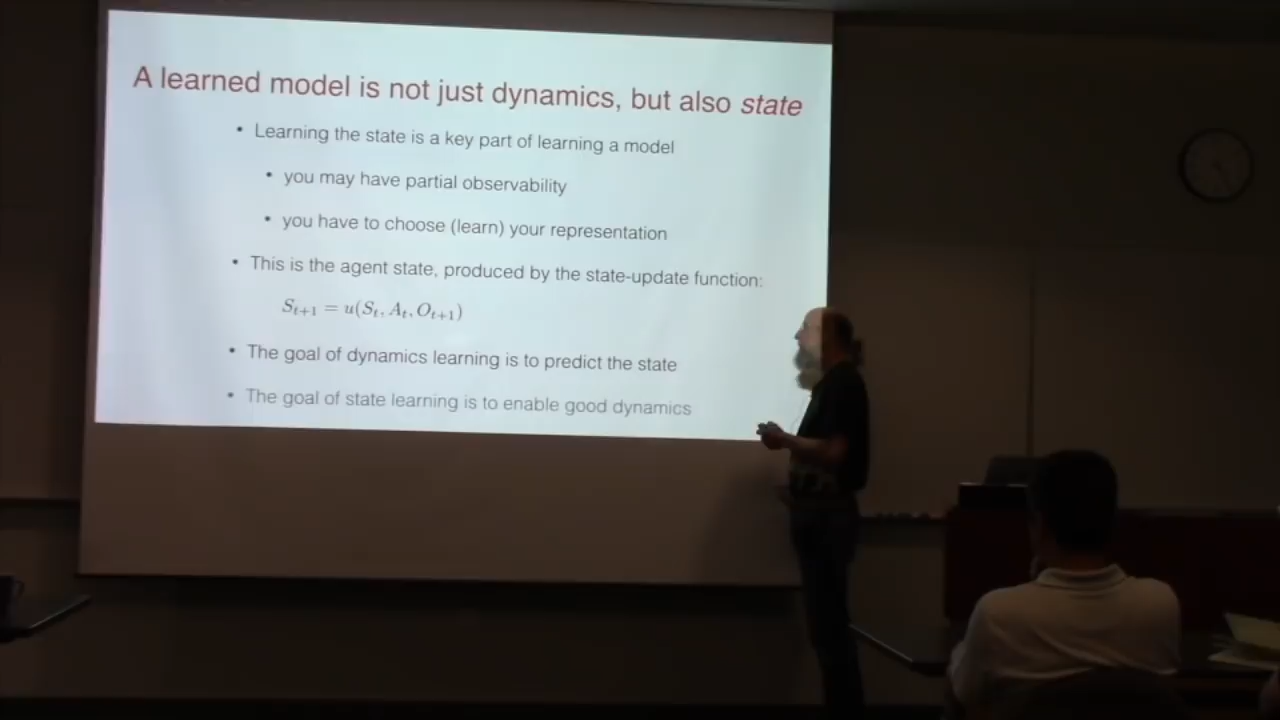 A learned model is not just dynamics, but also state
• Learning the state is a key part of learning a model
• you may have partial observability
• you have to choose (learn) your representation
• This is the agent state, produced by the state-update function:
S_{t+1} = u(S_t, A_t, O_{t+1})
• The goal of dynamics learning is to predict the state
• The goal of state learning is to enable good dynamics